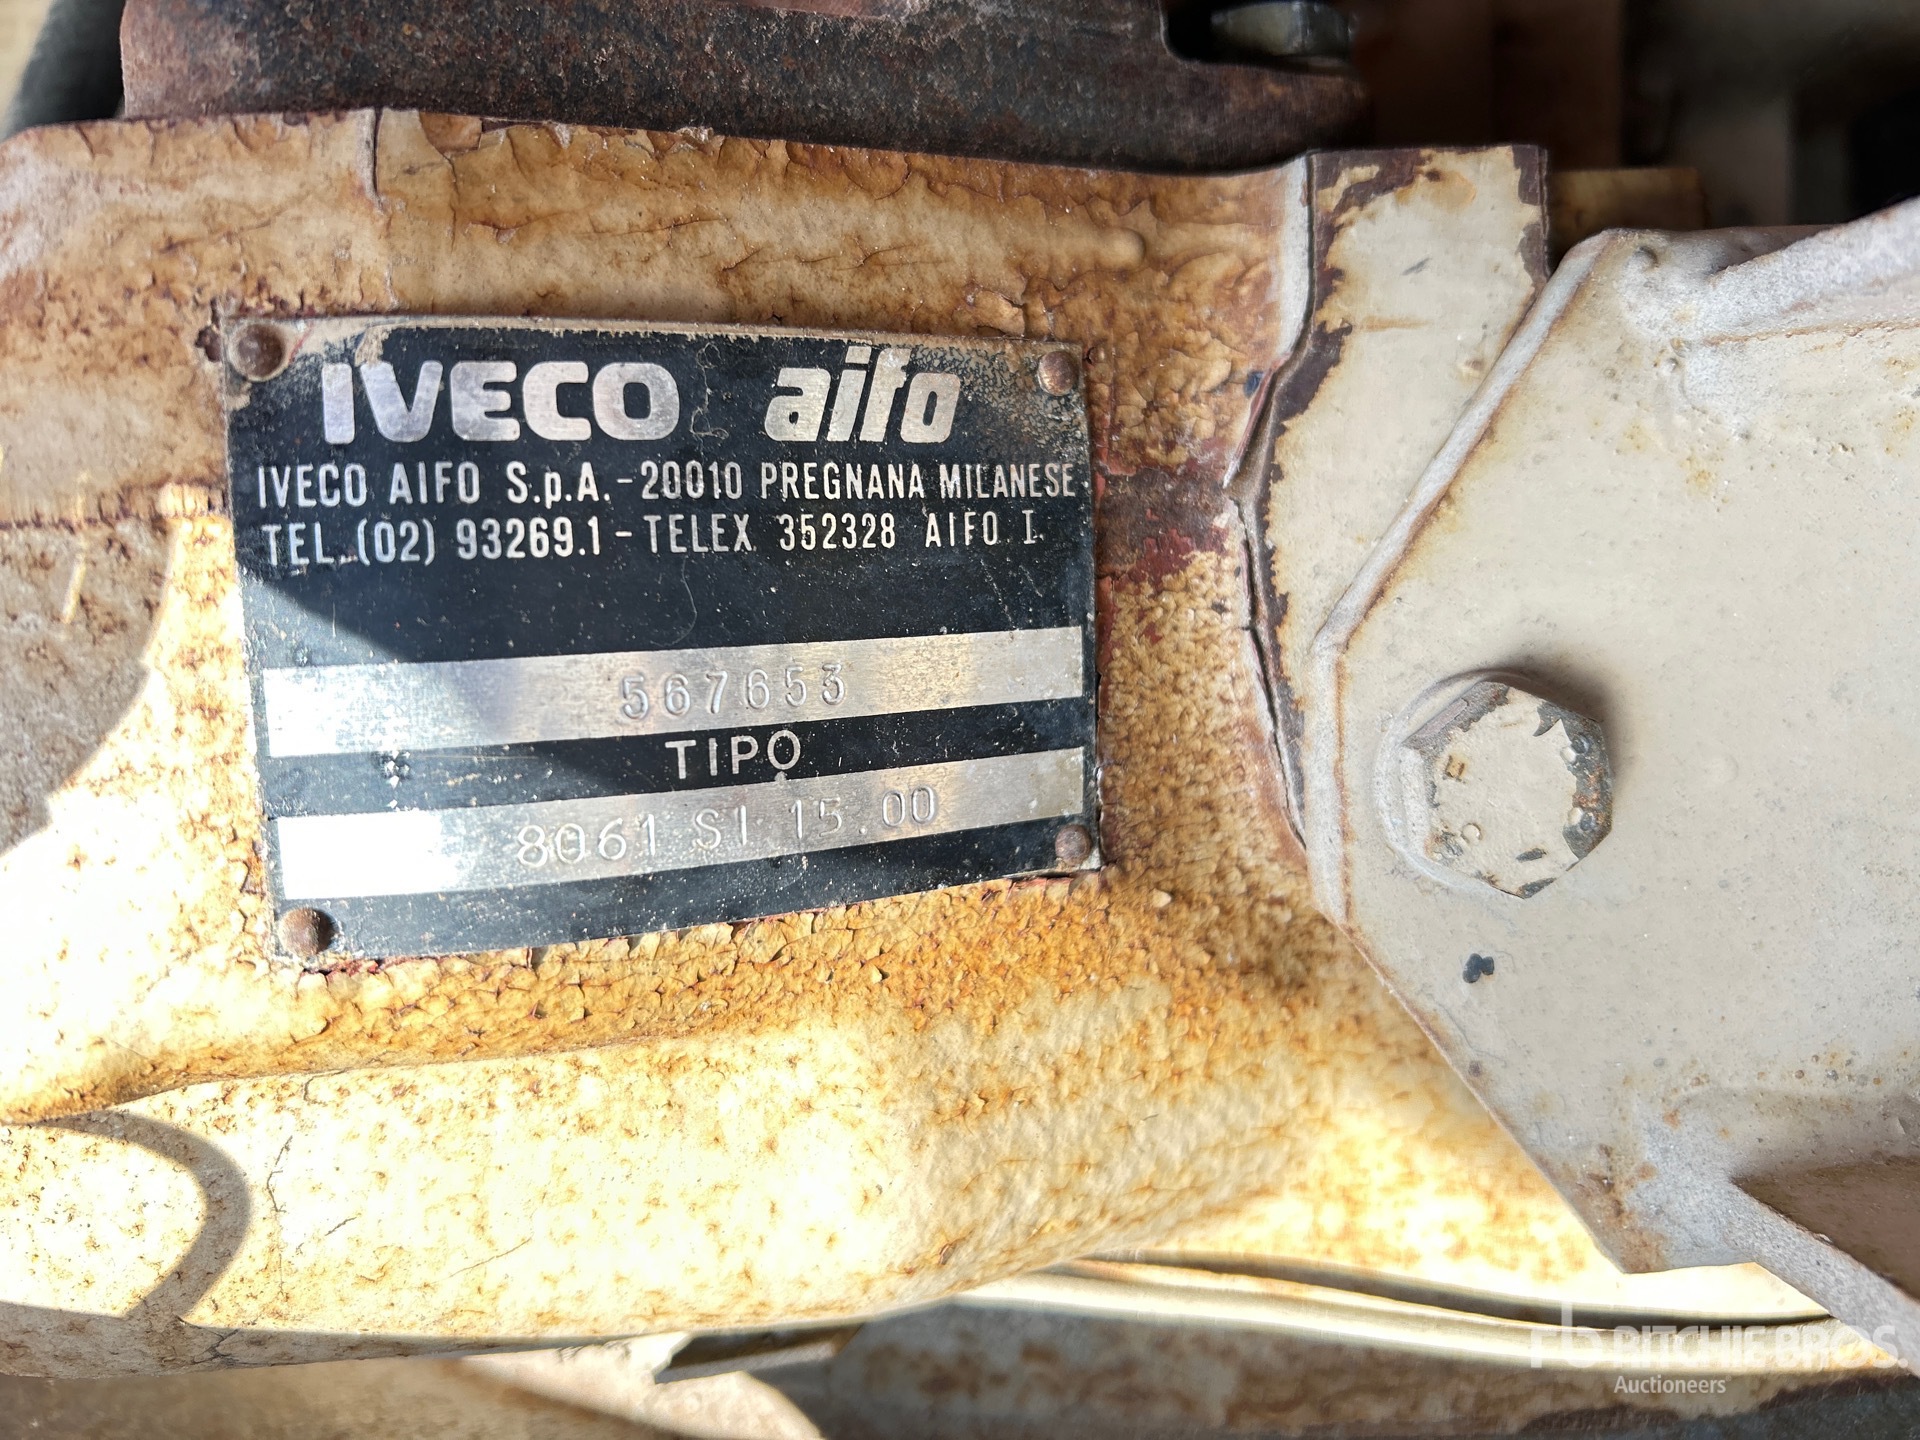 IVECO aifo
IVECO AIFO S.p.A. - 20010 PREGNANA MILANESE
TEL. (02) 93269.1 - TELEX 352328 AIFO I.
567653
TIPO
8061 SI 15.00
RITCHIE BROS.
Auctioneers